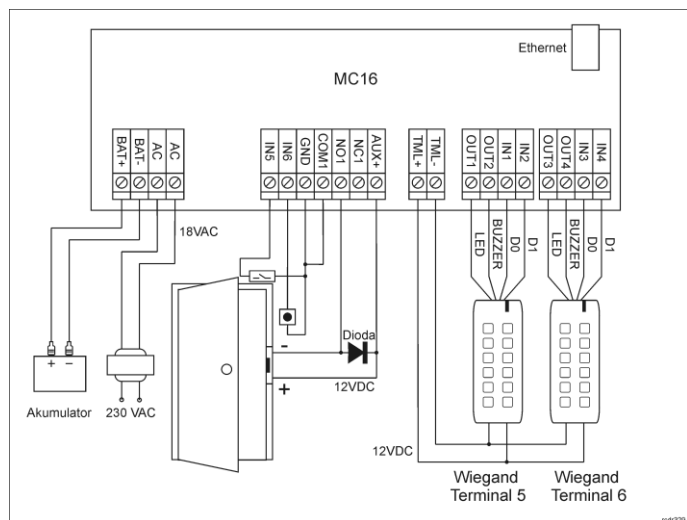 Ethernet
MC16
BAT+
BAT-
AC
AC
IN5
IN6
GND
COM1
NO1
NC1
AUX+
TML+
TML-
OUT1
OUT2
IN1
IN2
OUT3
OUT4
IN3
IN4
18VAC
LED
BUZZER
D0
D1
LED
BUZZER
D0
D1
Dioda
-
+
12VDC
+ -
Akumulator
230 VAC
12VDC
Wiegand
Terminal 5
Wiegand
Terminal 6